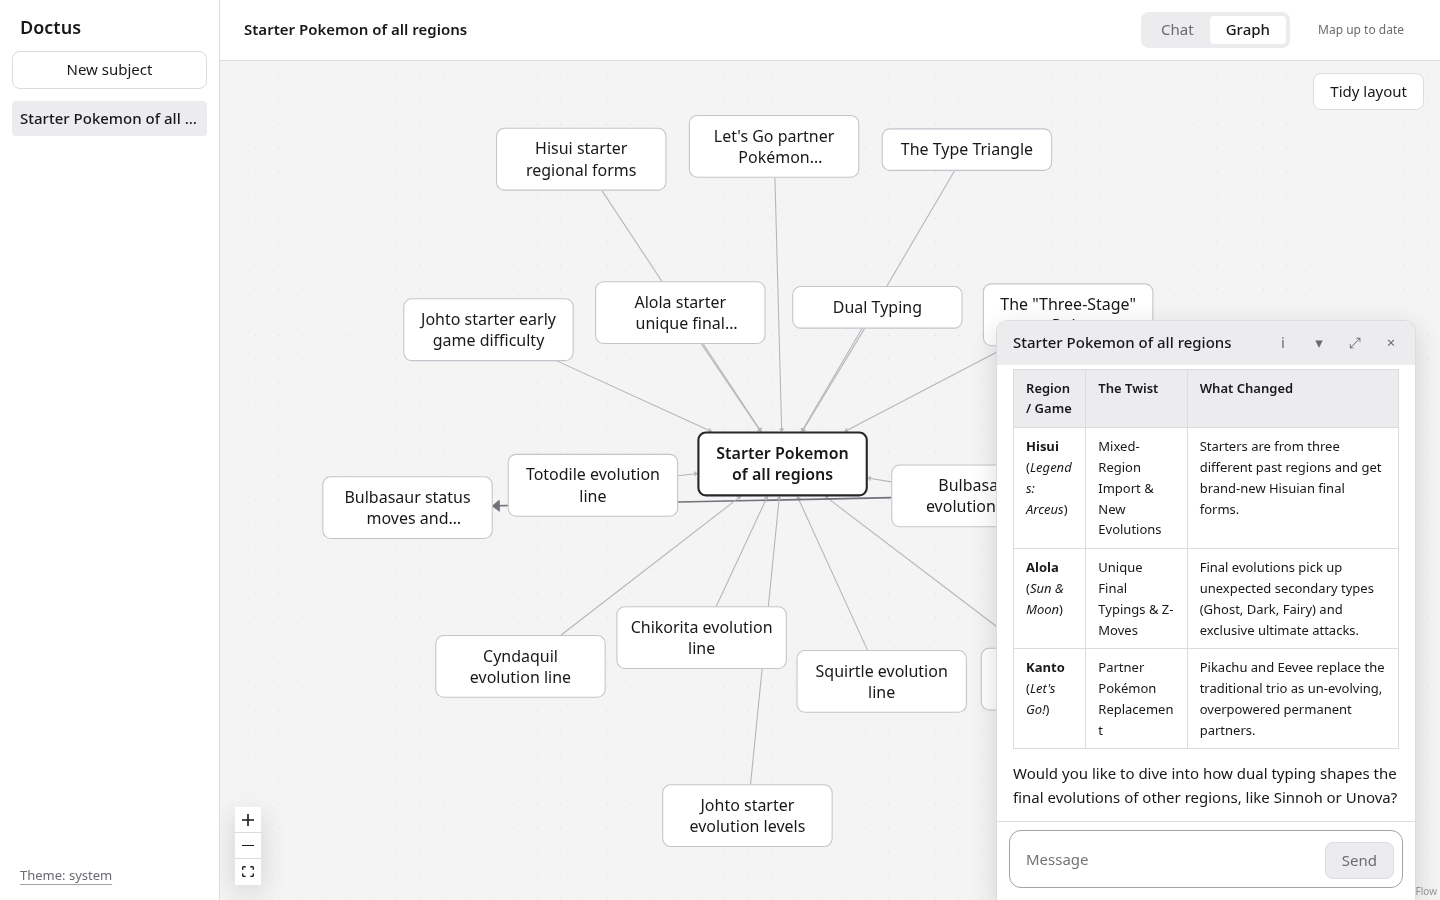 Doctus
New subject
Starter Pokemon of all ...
Theme: system
Starter Pokemon of all regions
Chat
Graph
Map up to date
Tidy layout
Hisui starter
regional forms
Let's Go partner
Pokémon...
The Type Triangle
Johto starter early
game difficulty
Alola starter
unique final...
Dual Typing
The "Three-Stage"
Starter Pokemon
of all regions
Bulbasaur status
moves and...
Totodile evolution
line
Bulbasa
evolution
Cyndaquil
evolution line
Chikorita evolution
line
Squirtle evolution
line
Johto starter
evolution levels
Starter Pokemon of all regions
Region
/ Game
The Twist
What Changed
Hisui
(Legend
s:
Arceus)
Mixed-
Region
Import &
New
Evolutions
Starters are from three
different past regions and get
brand-new Hisuian final
forms.
Alola
(Sun &
Moon)
Unique
Final
Typings & Z-
Moves
Final evolutions pick up
unexpected secondary types
(Ghost, Dark, Fairy) and
exclusive ultimate attacks.
Kanto
(Let's
Go!)
Partner
Pokémon
Replacemen
t
Pikachu and Eevee replace the
traditional trio as un-evolving,
overpowered permanent
partners.
Would you like to dive into how dual typing shapes the
final evolutions of other regions, like Sinnoh or Unova?
Message
Send
Flow